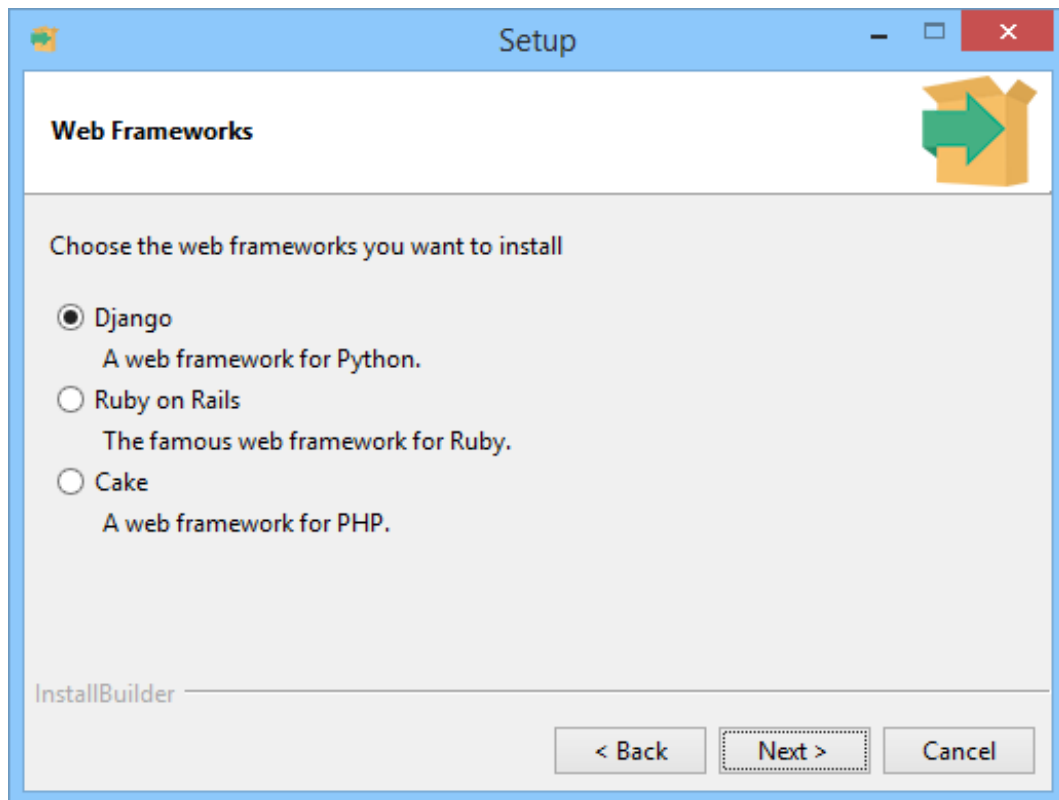 Setup
Web Frameworks
Choose the web frameworks you want to install
Django
A web framework for Python.
Ruby on Rails
The famous web framework for Ruby.
Cake
A web framework for PHP.
InstallBuilder
< Back Next > Cancel